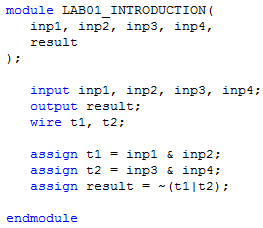 module LAB01_INTRODUCTION(
inp1, inp2, inp3, inp4,
result
);
input inp1, inp2, inp3, inp4;
output result;
wire t1, t2;
assign t1 = inp1 & inp2;
assign t2 = inp3 & inp4;
assign result = ~(t1|t2);
endmodule